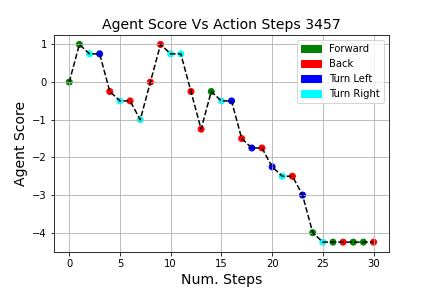 Agent Score Vs Action Steps 3457
Forward
Back
Turn Left
Turn Right
Agent Score
1
0
−1
−2
−3
−4
0 5 10 15 20 25 30
Num. Steps